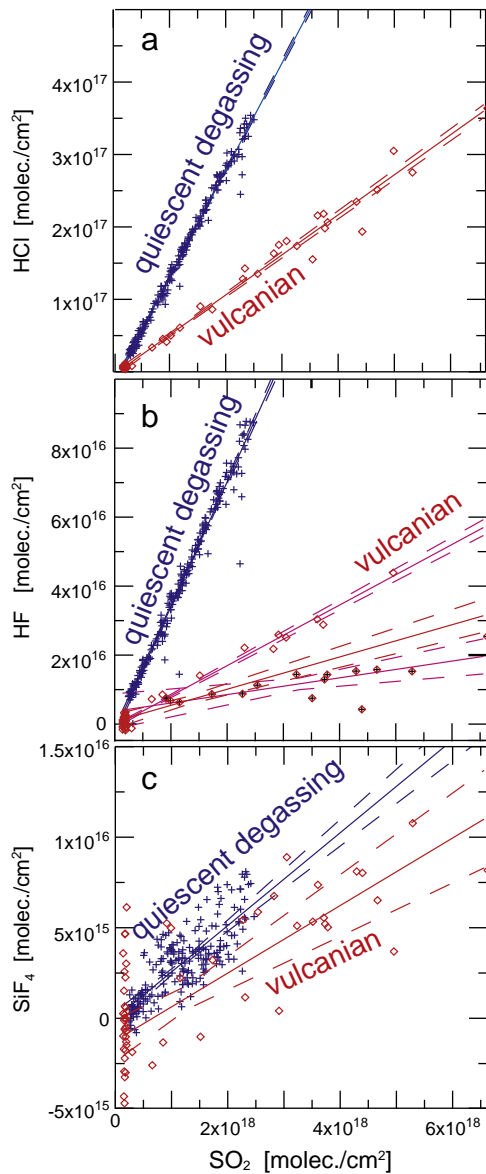 a
HCl [molec./cm²]
4x10¹⁷
3x10¹⁷
2x10¹⁷
1x10¹⁷
quiescent degassing
vulcanian
b
HF [molec./cm²]
8x10¹⁶
6x10¹⁶
4x10¹⁶
2x10¹⁶
0
quiescent degassing
vulcanian
c
SiF₄ [molec./cm²]
1.5x10¹⁶
1x10¹⁶
5x10¹⁵
0
-5x10¹⁵
quiescent degassing
vulcanian
0 2x10¹⁸ 4x10¹⁸ 6x10¹⁸
SO₂ [molec./cm²]